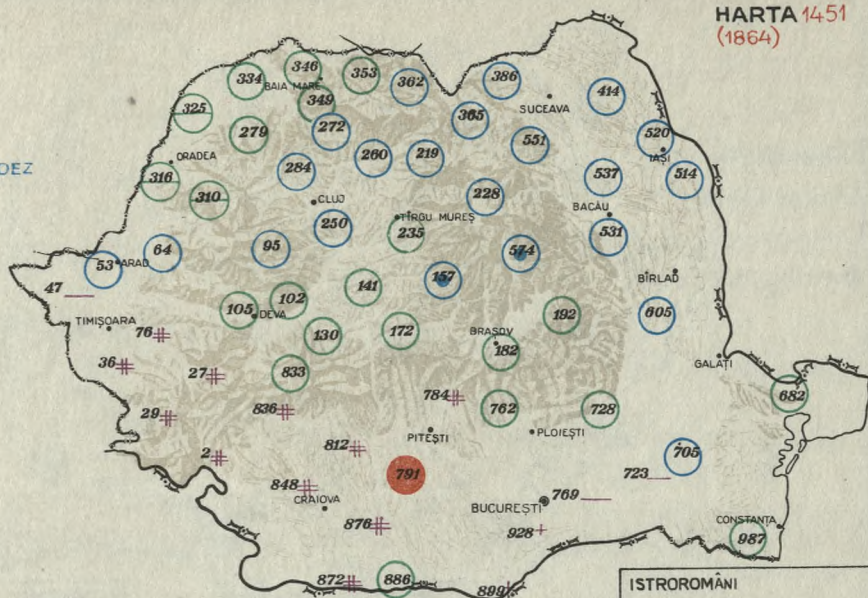 HARTA 1451
(1864)
346
353
334
BAIA MARE
362
386
349
414
325
SUCEAVA
365
272
279
520
551
IAȘI
ORADEA
260
219
DEZ
284
316
537
514
310
228
CLUJ
BACĂU
TÎRGU MUREȘ
250
235
531
64
95
574
53
ARAD
BÎRLAD
157
47
141
102
105
DEVA
192
605
TIMIȘOARA
76
130
172
BRAȘOV
182
GALAȚI
36
27
833
784
682
836
762
728
29
PITEȘTI
PLOIEȘTI
812
2
705
791
723
848
CRAIOVA
769
BUCUREȘTI
CONSTANȚA
876
928
987
872
886
899
ISTROROMÂNI